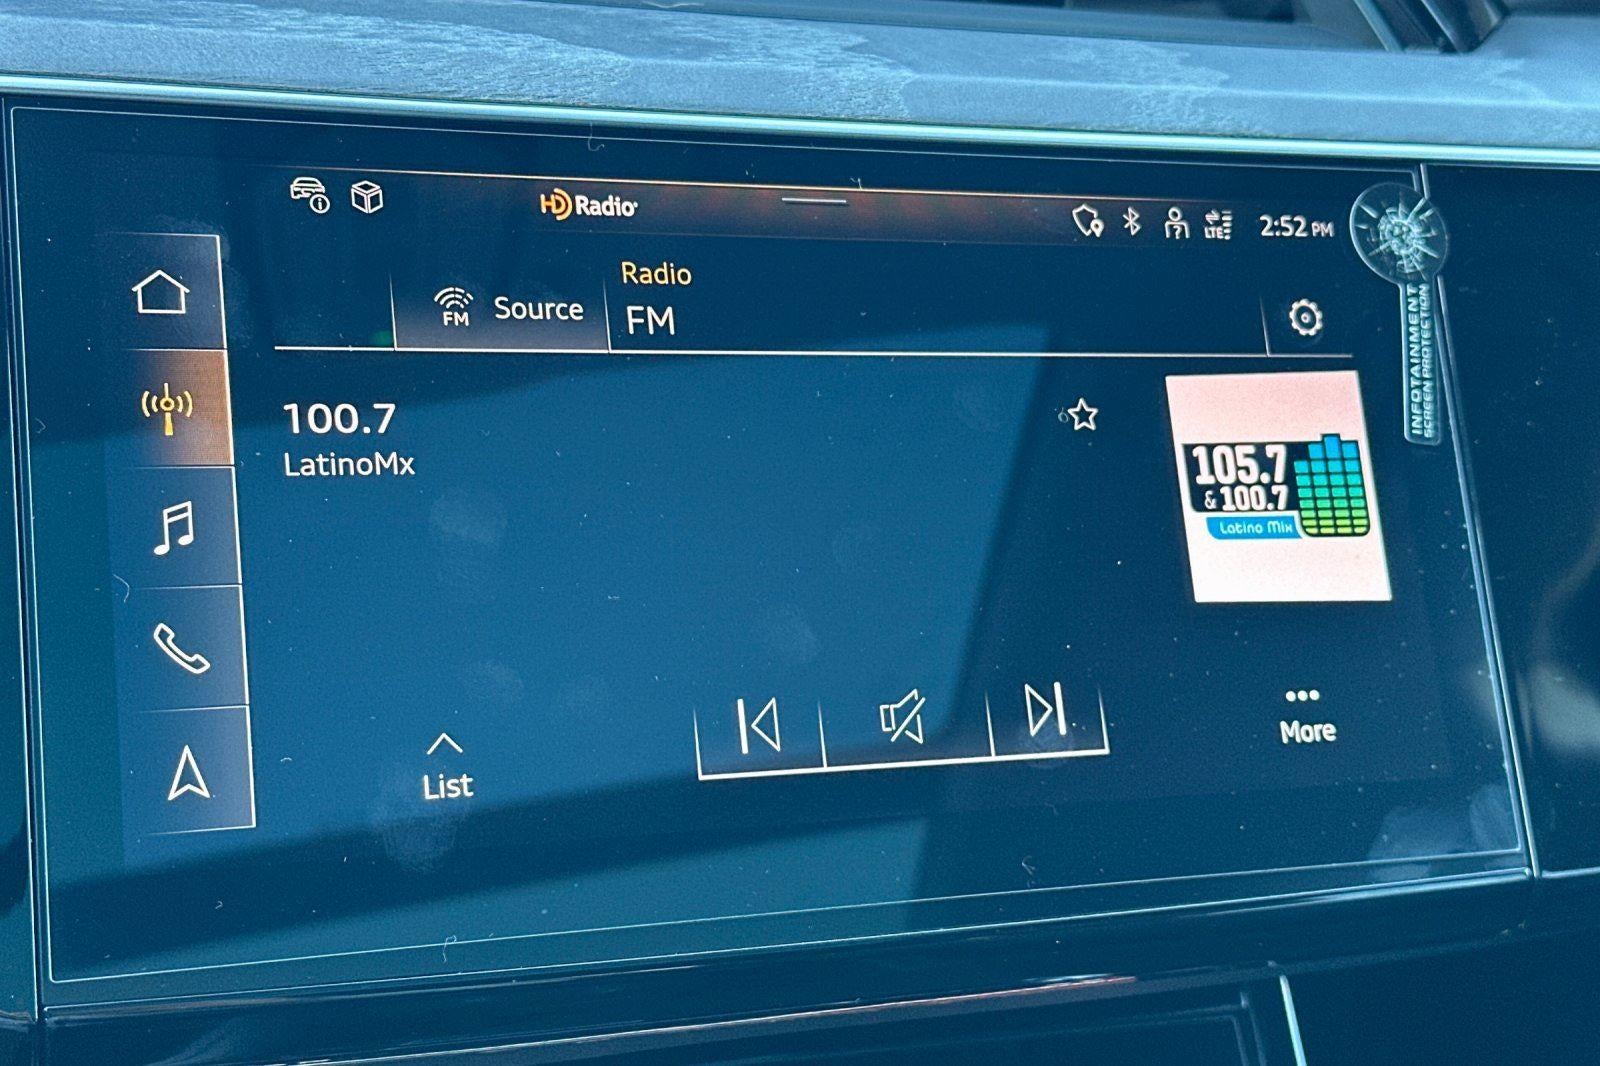 HD Radio
LTE
2:52 PM
Radio
FM
Source
FM
100.7
LatinoMx
105.7
& 100.7
Latino Mix
INFOTAINMENT
SCREEN PROTECTION
List
More